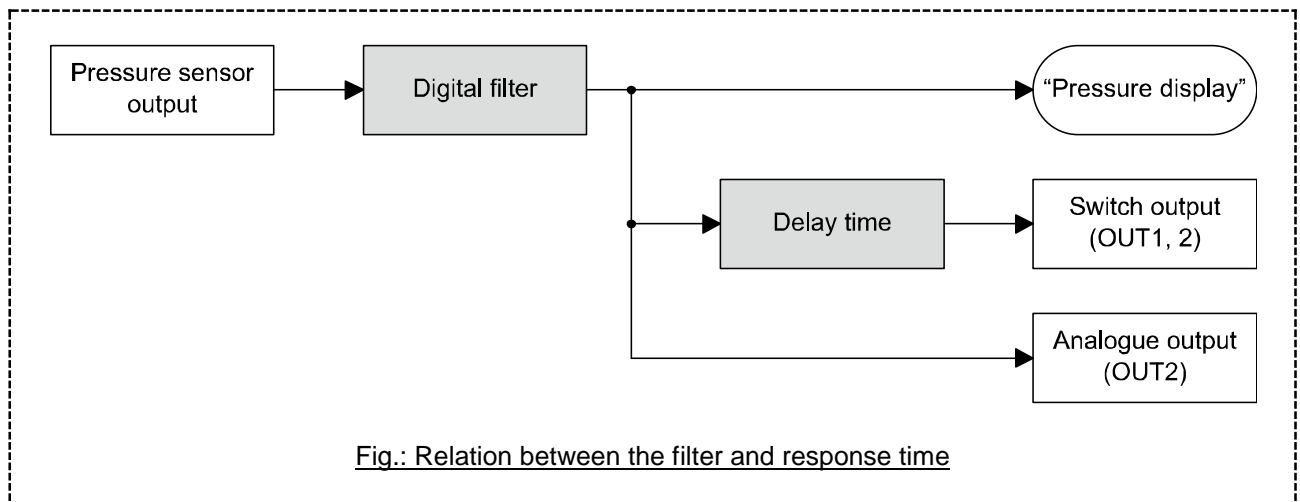 Pressure sensor
output
Digital filter
“Pressure display”
Delay time
Switch output
(OUT1, 2)
Analogue output
(OUT2)
Fig.: Relation between the filter and response time